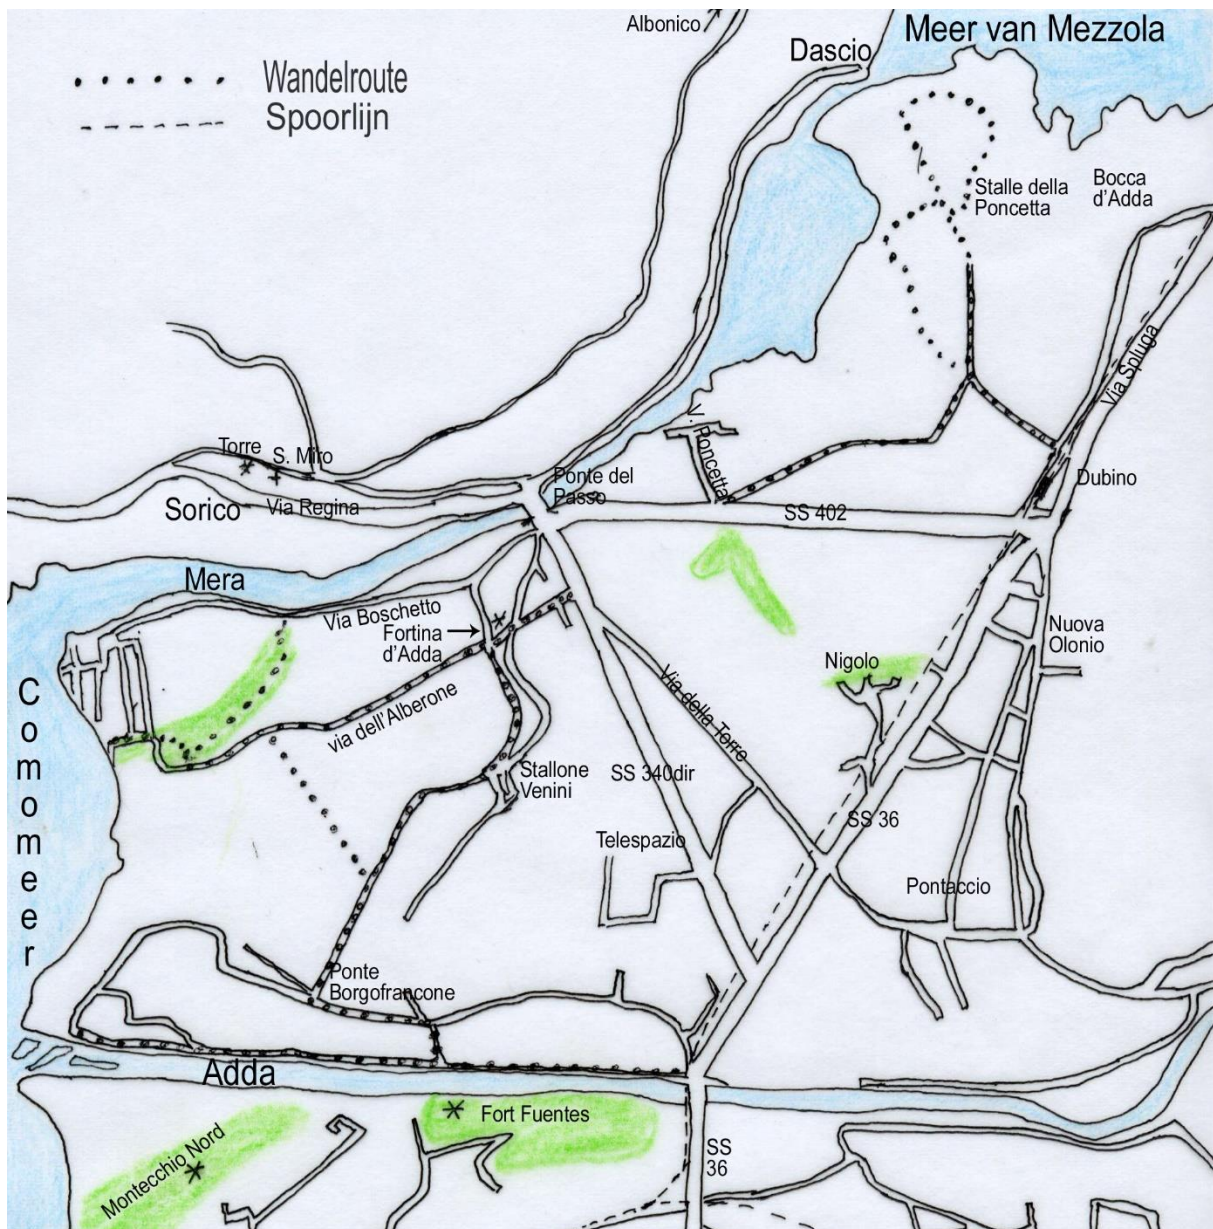 Albonico
Meer van Mezzola
Dascio
Wandelroute
Spoorlijn
Stalle della
Poncetta
Bocca
d'Adda
Via Spluga
V. Poncetta
Torre
S. Miro
Ponte del
Passo
Dubino
Sorico
Via Regina
SS 402
Mera
Via Boschetto
Fortina
d'Adda
Nuova
Olonio
Nigolo
Comomeer
via dell'Alberone
Via della Torre
Stallone
Venini
SS 340dir
SS 36
Telespazio
Pontaccio
Ponte
Borgofrancone
Adda
Fort Fuentes
Montecchio Nord
SS
36